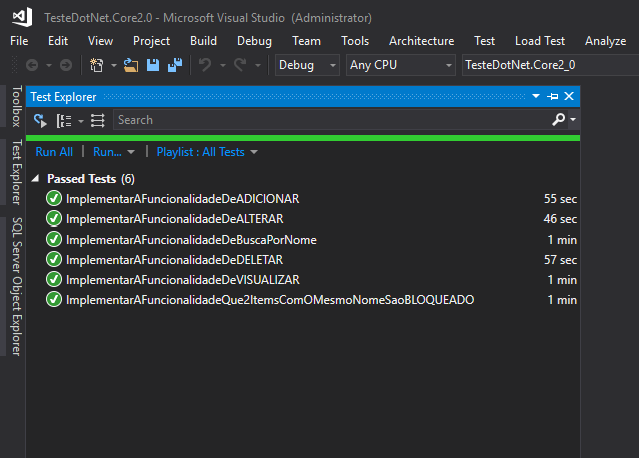 TesteDotNet.Core2.0 - Microsoft Visual Studio (Administrator)
File Edit View Project Build Debug Team Tools Architecture Test Load Test Analyze
Debug Any CPU TesteDotNet.Core2_0
Toolbox
Test Explorer
SQL Server Object Explorer
Test Explorer
Search
Run All | Run... | Playlist : All Tests
Passed Tests (6)
ImplementarAFuncionalidadeDeADICIONAR 55 sec
ImplementarAFuncionalidadeDeALTERAR 46 sec
ImplementarAFuncionalidadeDeBuscaPorNome 1 min
ImplementarAFuncionalidadeDeDELETAR 57 sec
ImplementarAFuncionalidadeDeVISUALIZAR 1 min
ImplementarAFuncionalidadeQue2ItemsComOMesmoNomeSaoBLOQUEADO 1 min